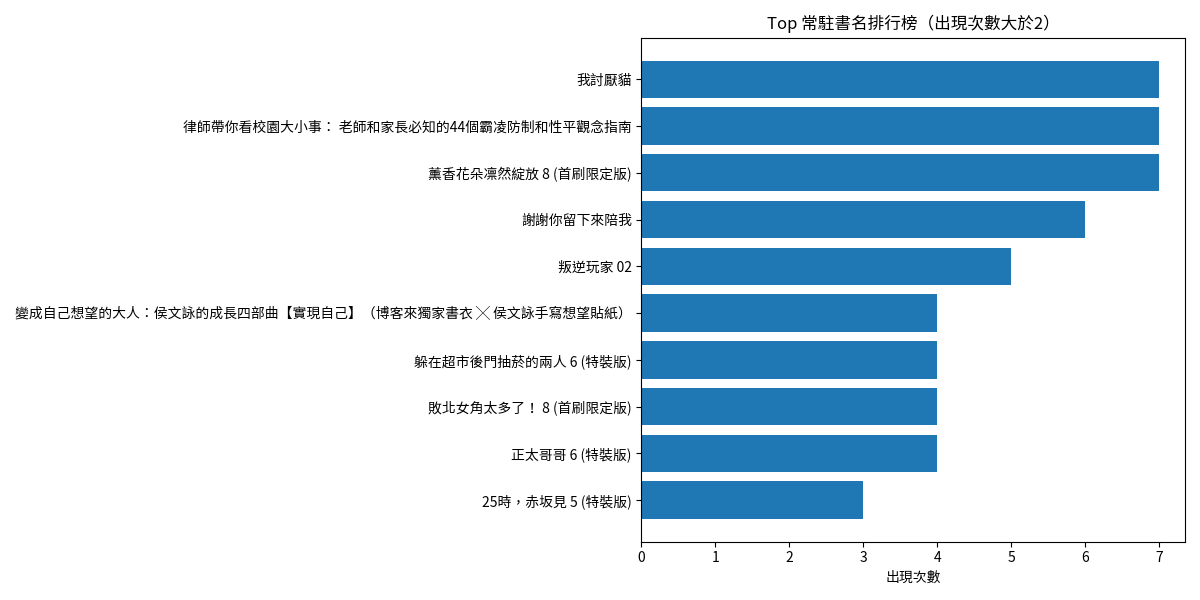 Top 常駐書名排行榜（出現次數大於2）
我討厭貓
律師帶你看校園大小事： 老師和家長必知的44個霸凌防制和性平觀念指南
薰香花朵凛然綻放 8 (首刷限定版)
謝謝你留下來陪我
叛逆玩家 02
變成自己想望的大人：侯文詠的成長四部曲【實現自己】（博客來獨家書衣╳侯文詠手寫想望貼紙）
躲在超市後門抽菸的兩人 6 (特裝版)
敗北女角太多了！ 8 (首刷限定版)
正太哥哥 6 (特裝版)
25時，赤坂見 5 (特裝版)
0 1 2 3 4 5 6 7
出現次數